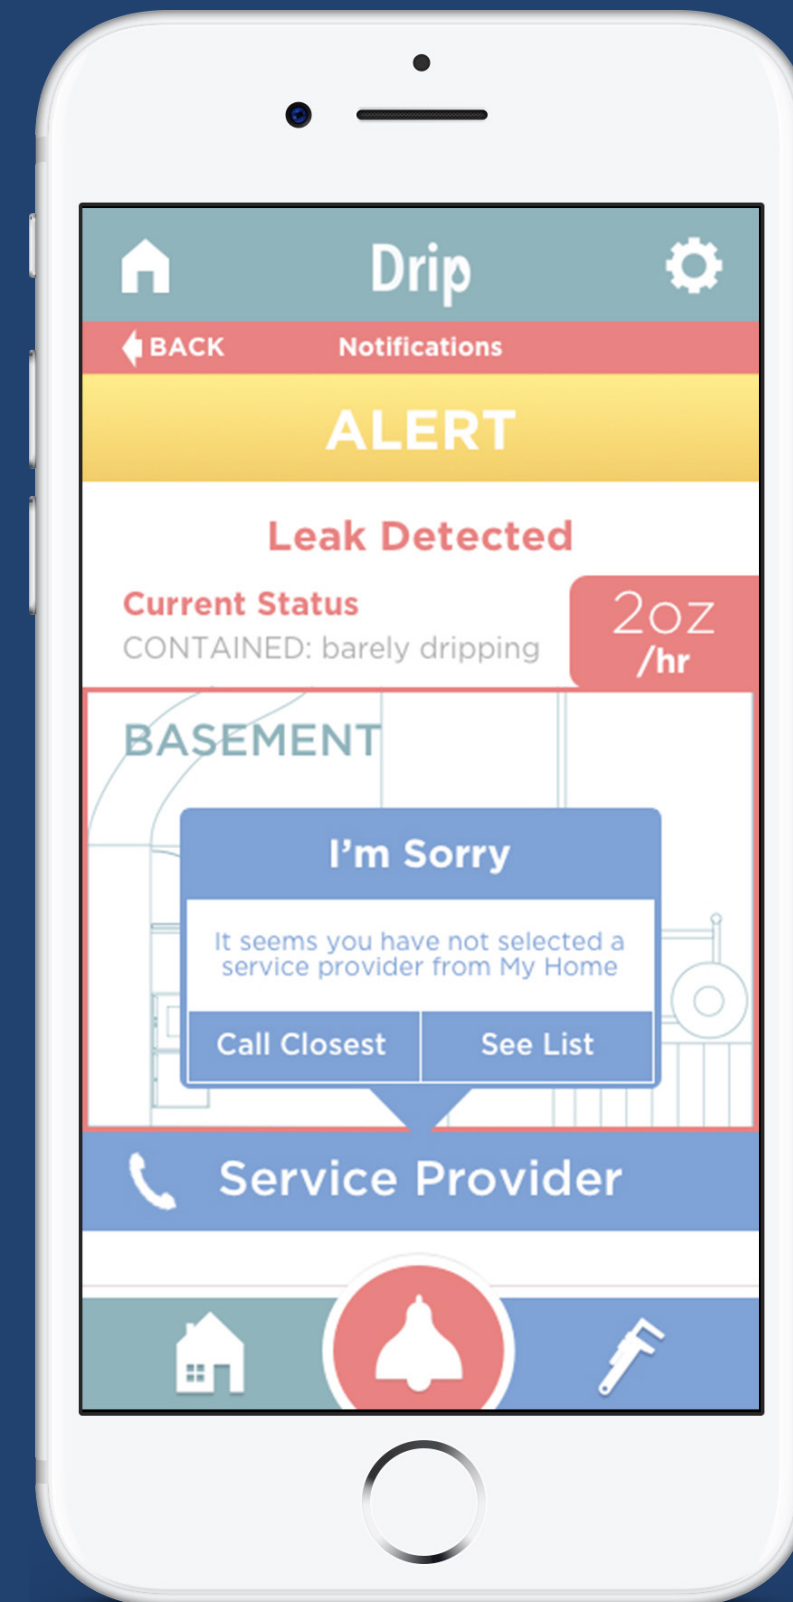 Drip
BACK
Notifications
ALERT
Leak Detected
Current Status
CONTAINED: barely dripping
2oz
/hr
BASEMENT
I'm Sorry
It seems you have not selected a
service provider from My Home
Call Closest
See List
Service Provider